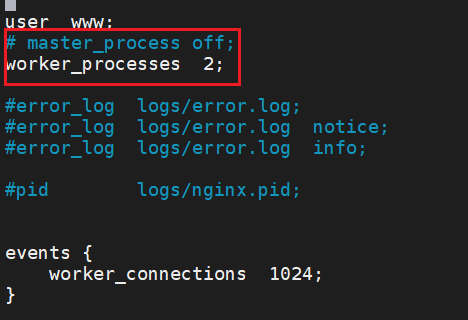 user  www;
# master_process off;
worker_processes  2;
#error_log  logs/error.log;
#error_log  logs/error.log  notice;
#error_log  logs/error.log  info;
#pid        logs/nginx.pid;
events {
    worker_connections  1024;
}